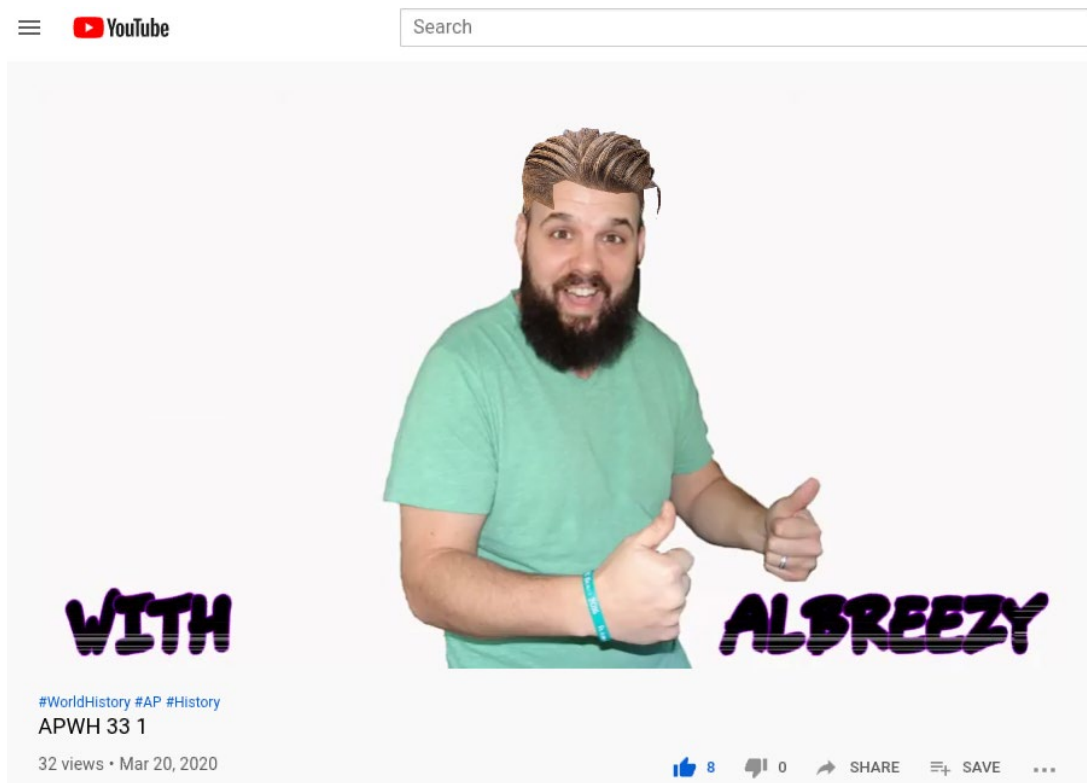 YouTube
Search
WITH
ALBREEZY
#WorldHistory #AP #History
APWH 33 1
32 views • Mar 20, 2020
8
0
SHARE
SAVE